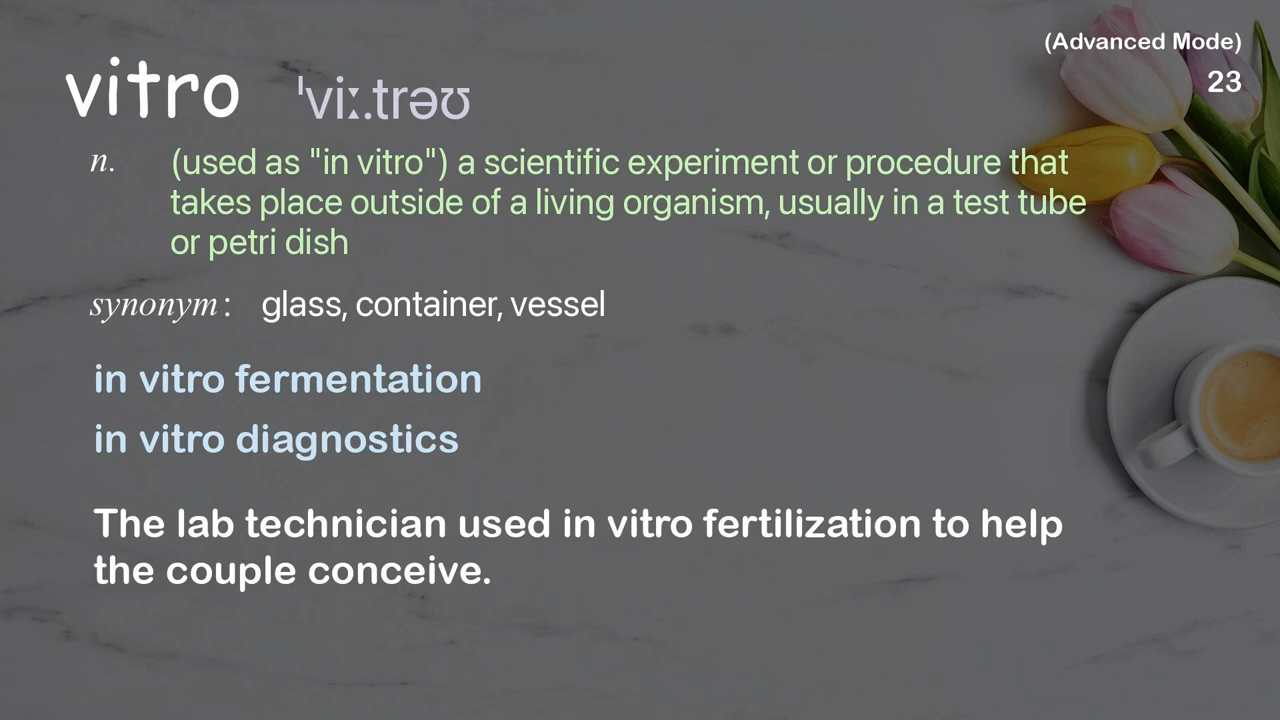 (Advanced Mode)
vitro ˈviː.trəʊ
23
n. (used as "in vitro") a scientific experiment or procedure that
takes place outside of a living organism, usually in a test tube
or petri dish
synonym: glass, container, vessel
in vitro fermentation
in vitro diagnostics
The lab technician used in vitro fertilization to help
the couple conceive.